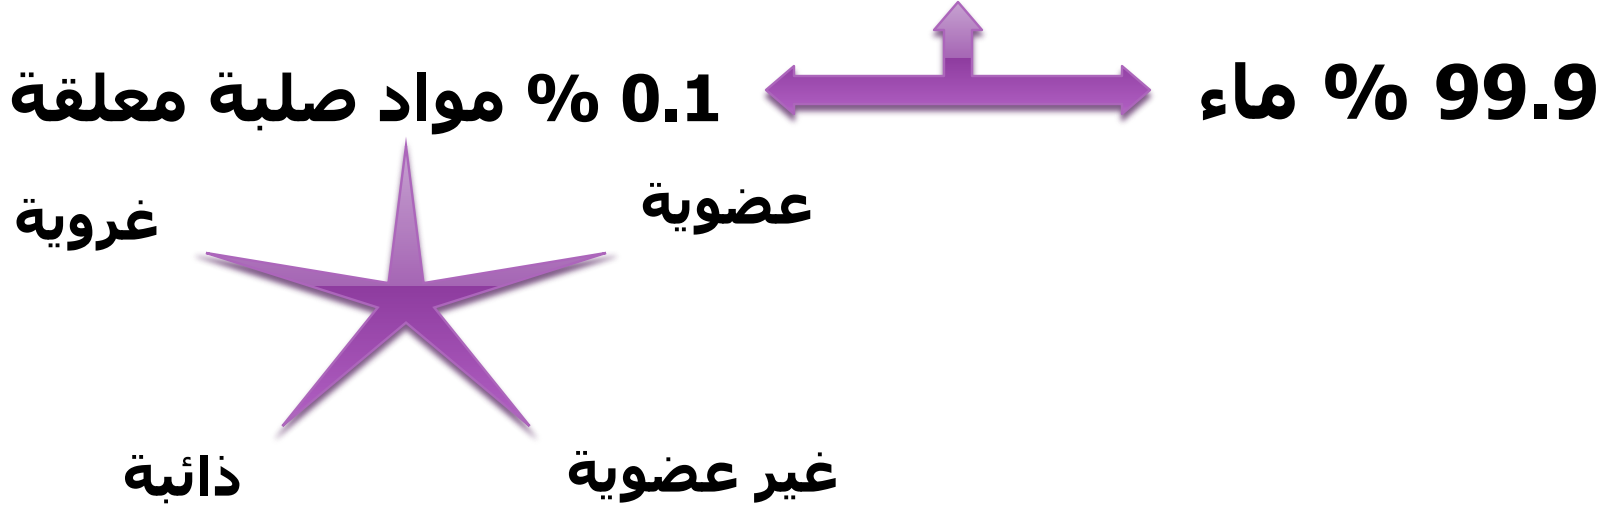 99.9 % ماء
0.1 % مواد صلبة معلقة
عضوية
غروية
غير عضوية
ذائبة